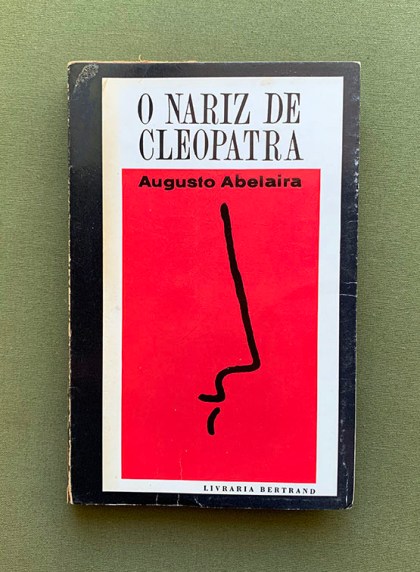 O NARIZ DE
CLEOPATRA
Augusto Abelaira
LIVRARIA BERTRAND